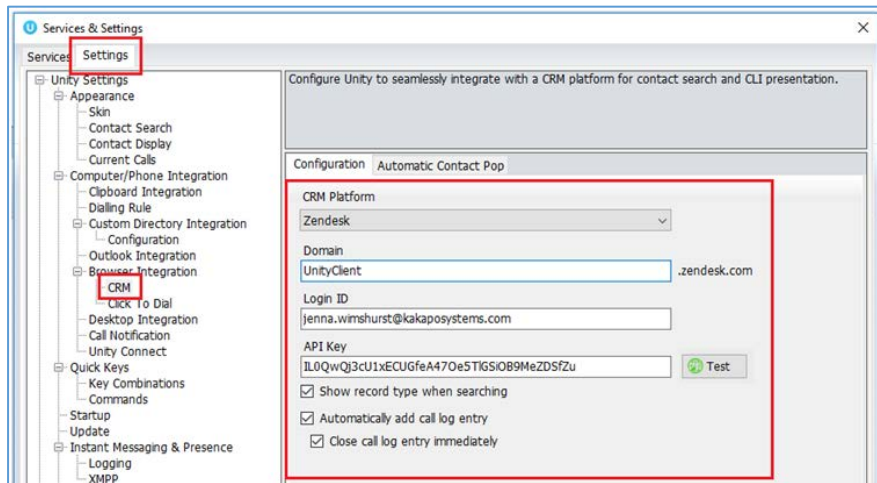 Services & Settings
Services Settings
Unity Settings
Appearance
Skin
Contact Search
Contact Display
Current Calls
Computer/Phone Integration
Clipboard Integration
Dialling Rule
Custom Directory Integration
Configuration
Outlook Integration
Browser Integration
CRM
Click To Dial
Desktop Integration
Call Notification
Unity Connect
Quick Keys
Key Combinations
Commands
Startup
Update
Instant Messaging & Presence
Logging
XMPP
Configure Unity to seamlessly integrate with a CRM platform for contact search and CLI presentation.
Configuration Automatic Contact Pop
CRM Platform
Zendesk
Domain
UnityClient .zendesk.com
Login ID
jenna.wimshurst@kakaposystems.com
API Key
IL0QwQj3cU1xECUGfeA47Oe5TlGSiOB9MeZDSfZu Test
Show record type when searching
Automatically add call log entry
Close call log entry immediately